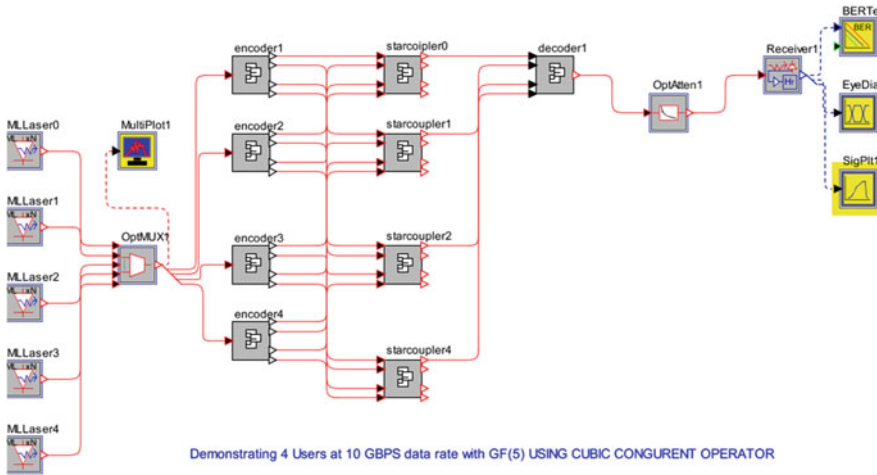 BERTe
encoder1
starcoipler0
decoder1
Receiver1
BER
OptAtten1
EyeDia
MLLaser0
MultiPlot1
encoder2
starcoupler1
SigPlt1
MLLaser1
OptMUX1
encoder3
starcoupler2
MLLaser2
encoder4
MLLaser3
starcoupler4
MLLaser4
Demonstrating 4 Users at 10 GBPS data rate with GF(5) USING CUBIC CONGURENT OPERATOR